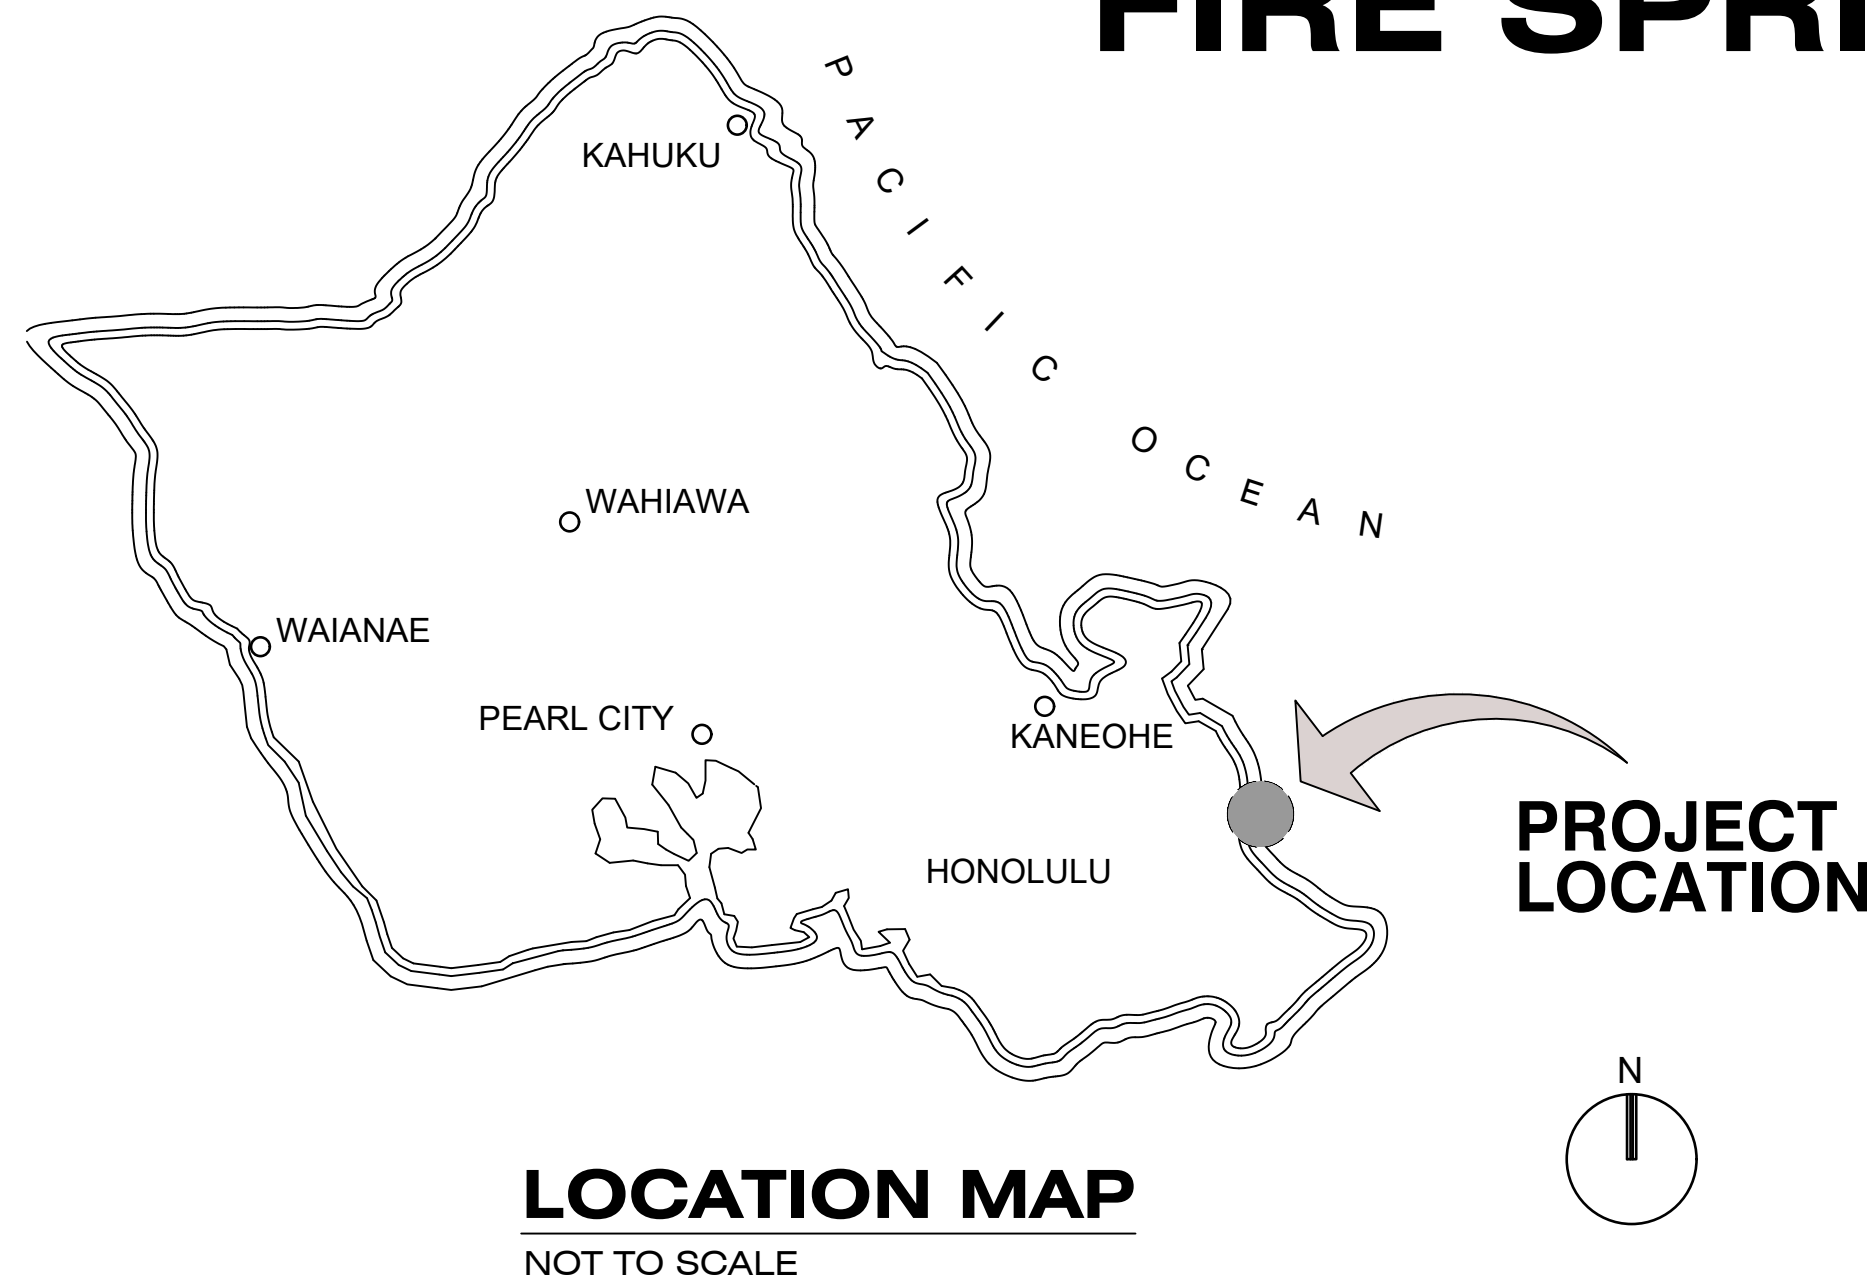 FIRE SPRI
PACIFIC OCEAN
KAHUKU
WAHIAWA
WAIANAE
PEARL CITY
KANEOHE
PROJECT
LOCATION
HONOLULU
N
LOCATION MAP
NOT TO SCALE